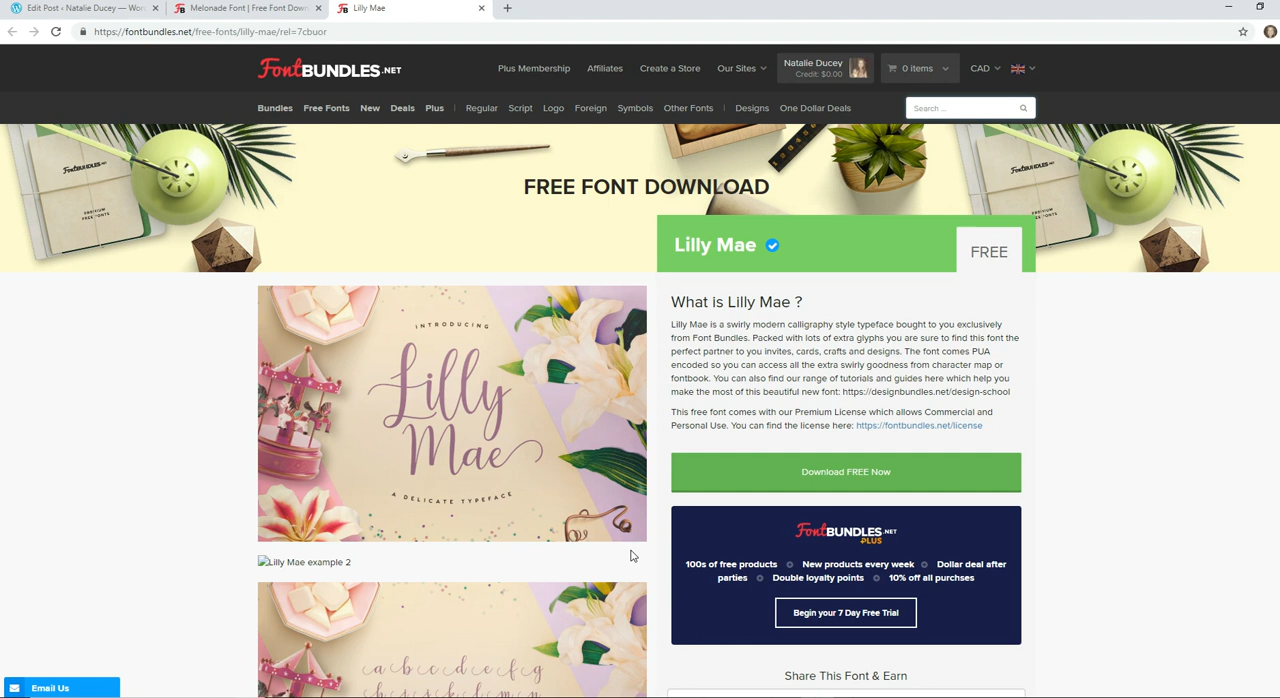 Edit Post ‹ Natalie Ducey — Wor
Melonade Font | Free Font Down
Lilly Mae
https://fontbundles.net/free-fonts/lilly-mae/rel=7cbuor
FontBUNDLES.NET
Plus Membership
Affiliates
Create a Store
Our Sites
Natalie Ducey
Credit: $0.00
0 items
CAD
Bundles
Free Fonts
New
Deals
Plus
Regular
Script
Logo
Foreign
Symbols
Other Fonts
Designs
One Dollar Deals
Search ...
FREE FONT DOWNLOAD
Lilly Mae
FREE
INTRODUCING
Lilly
Mae
A DELICATE TYPEFACE
Lilly Mae example 2
a b c d e f g
What is Lilly Mae ?
Lilly Mae is a swirly modern calligraphy style typeface bought to you exclusively
from Font Bundles. Packed with lots of extra glyphs you are sure to find this font the
perfect partner to you invites, cards, crafts and designs. The font comes PUA
encoded so you can access all the extra swirly goodness from character map or
fontbook. You can also find our range of tutorials and guides here which help you
make the most of this beautiful new font: https://designbundles.net/design-school
This free font comes with our Premium License which allows Commercial and
Personal Use. You can find the license here: https://fontbundles.net/license
Download FREE Now
FontBUNDLES.NET
PLUS
100s of free products
New products every week
Dollar deal after
parties
Double loyalty points
10% off all purchses
Begin your 7 Day Free Trial
Share This Font & Earn
Email Us